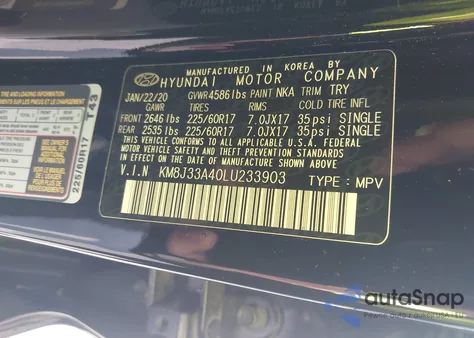 T43
225/60R17
MANUFACTURED IN KOREA BY
HYUNDAI MOTOR COMPANY
JAN/22/20 GVWR4586lbs PAINT NKA TRIM TRY
GAWR TIRES RIMS COLD TIRE INFL
FRONT 2646 lbs 225/60R17 7.0JX17 35psi SINGLE
REAR 2535 lbs 225/60R17 7.0JX17 35psi SINGLE
THIS VEHICLE CONFORMS TO ALL APPLICABLE U.S.A. FEDERAL
MOTOR VEHICLE SAFETY, BUMPER AND THEFT PREVENTION
STANDARDS IN EFFECT ON THE DATE OF MANUFACTURE SHOWN ABOVE.
V.I.N KM8J33A40LU233903 TYPE : MPV
autoSnap